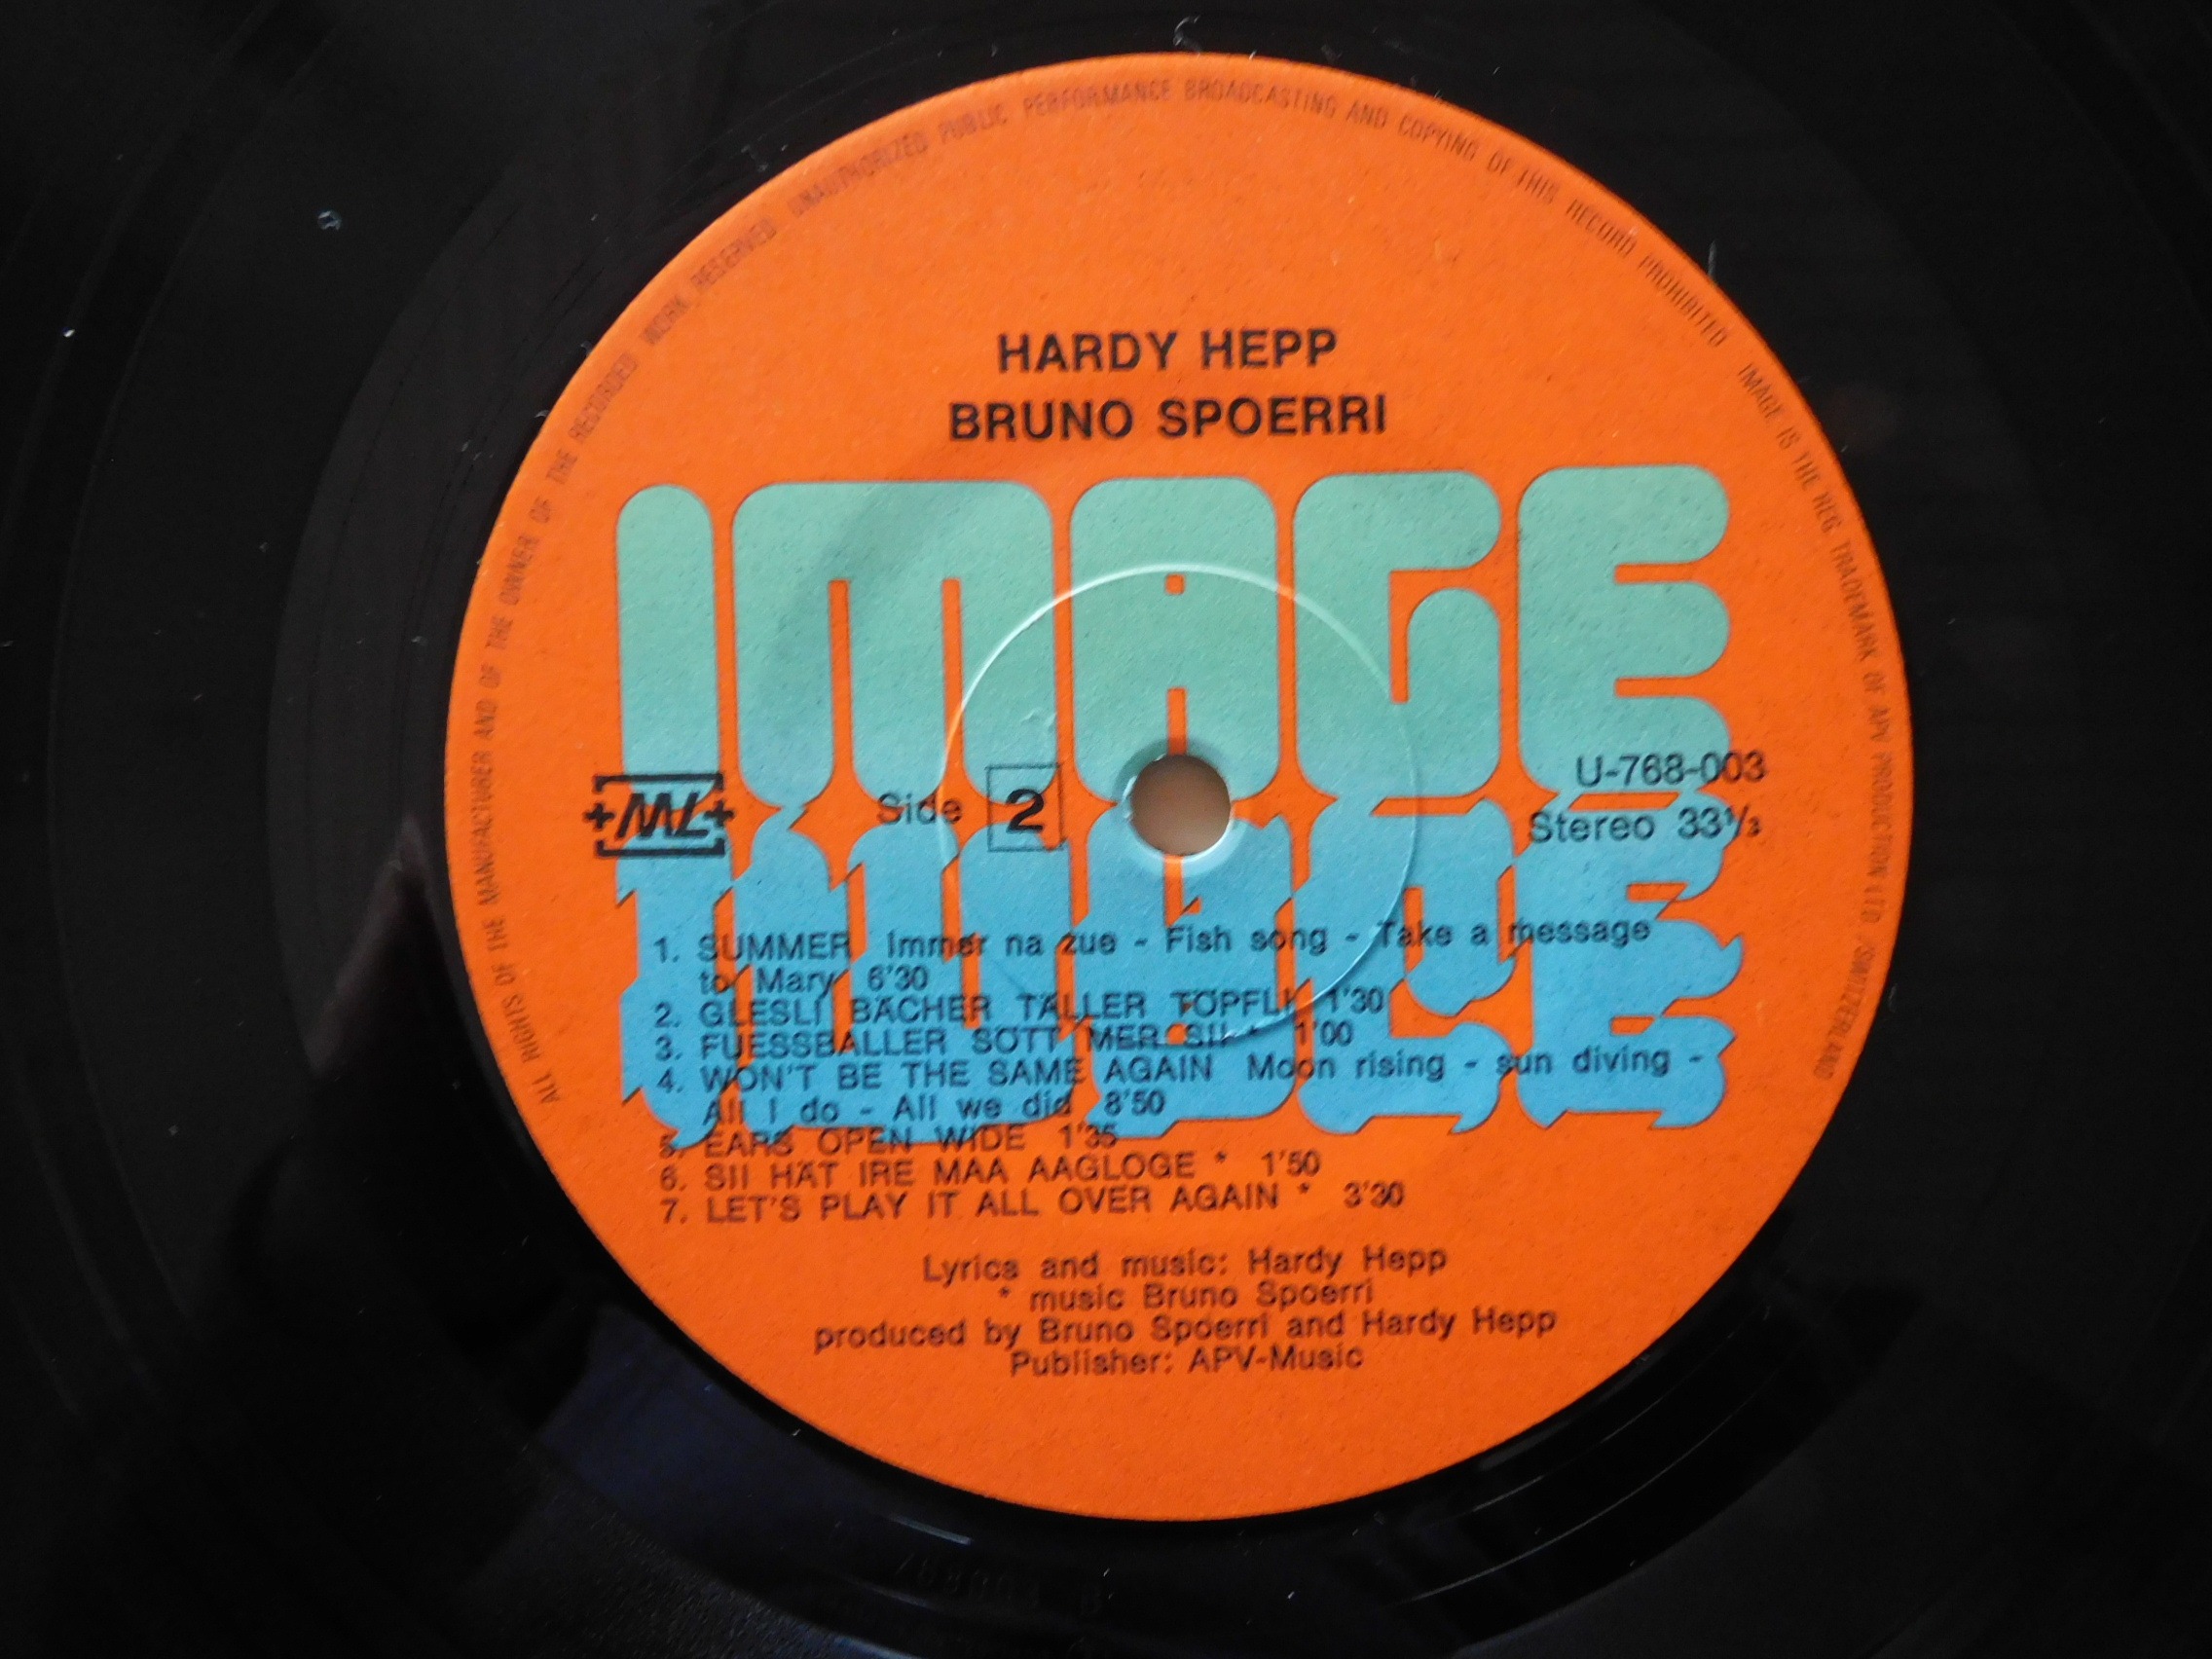 ALL RIGHTS OF THE MANUFACTURER AND OF THE OWNER OF THE RECORDED WORK RESERVED UNAUTHORIZED PUBLIC PERFORMANCE BROADCASTING AND COPYING OF THIS RECORD PROHIBITED IMAGE IS THE REG. TRADEMARK OF APV PRODUCTION LTD./SWITZERLAND
HARDY HEPP
BRUNO SPOERRI
IMAGE
U-768-003
+ML+ Side 2
Stereo 33⅓
1. SUMMER Immer na zue - Fish song - Take a message
to Mary 6'30
2. GLESLI BÄCHER TÄLLER TÖPFLI 1'30
3. FUESSBALLER SÖTT MER SII * 1'00
4. WON'T BE THE SAME AGAIN Moon rising - sun diving -
All I do - All we did 8'50
5. EARS OPEN WIDE 1'35
6. SII HÄT IRE MAA AAGLOGE * 1'50
7. LET'S PLAY IT ALL OVER AGAIN * 3'30
Lyrics and music: Hardy Hepp
* music Bruno Spoerri
produced by Bruno Spoerri and Hardy Hepp
Publisher: APV-Music